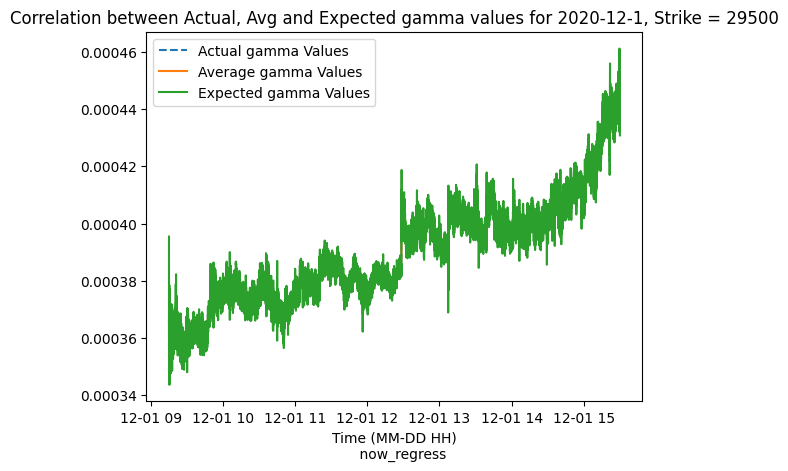 Correlation between Actual, Avg and Expected gamma values for 2020-12-1, Strike = 29500
Actual gamma Values
Average gamma Values
Expected gamma Values
0.00046
0.00044
0.00042
0.00040
0.00038
0.00036
0.00034
12-01 09 12-01 10 12-01 11 12-01 12 12-01 13 12-01 14 12-01 15
Time (MM-DD HH)
now_regress